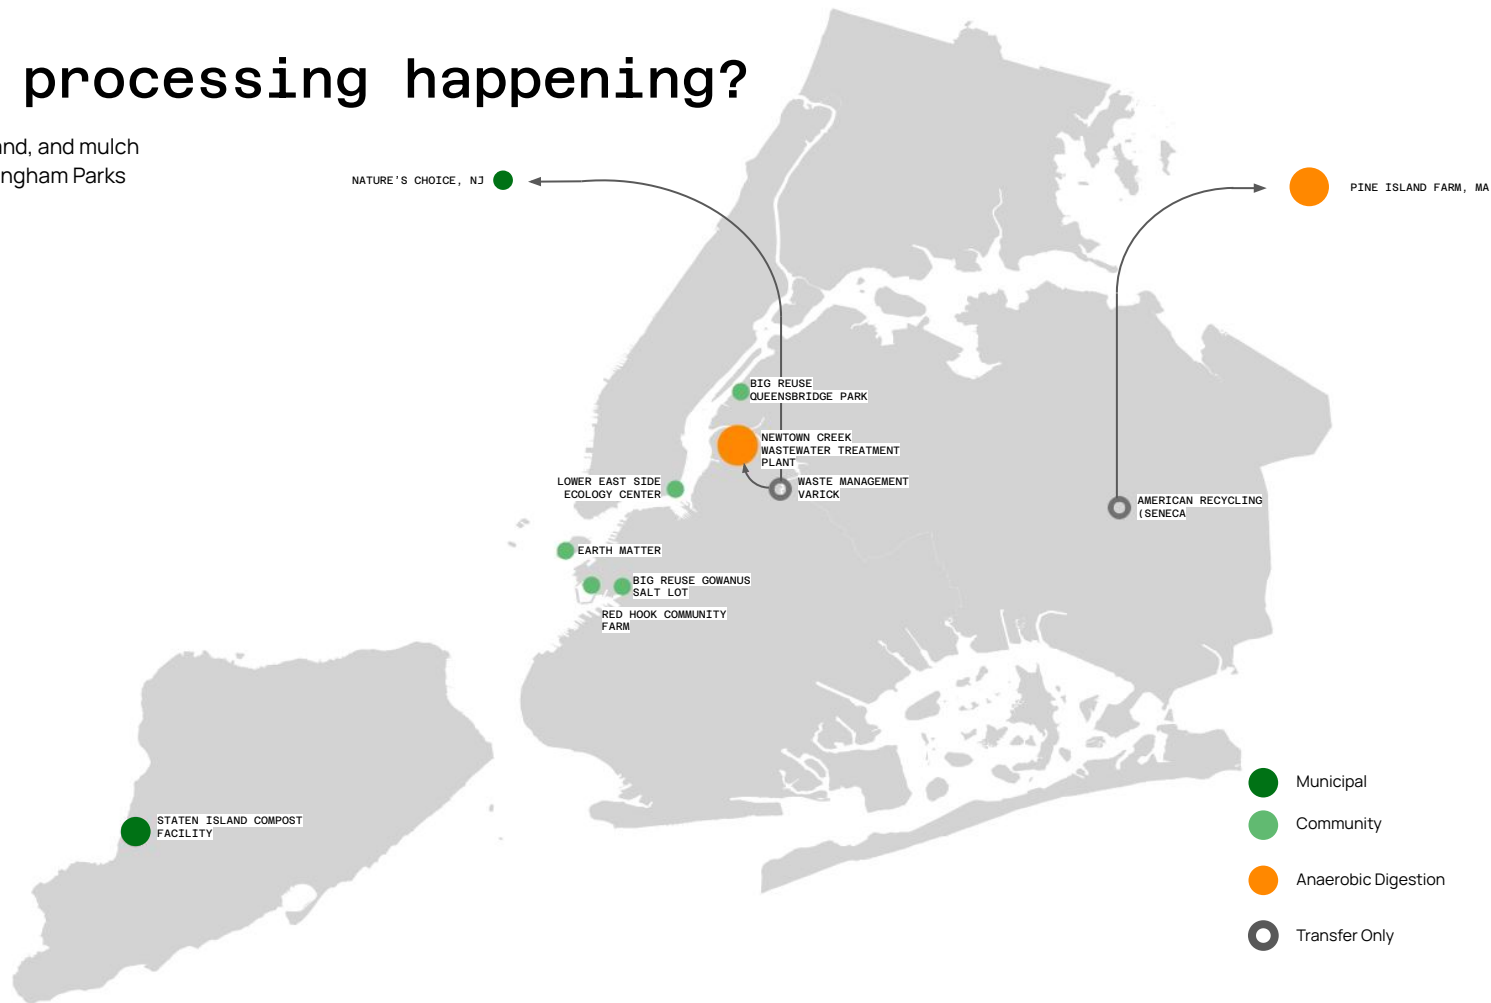 processing happening?
and, and mulch
ngham Parks
NATURE'S CHOICE, NJ
PINE ISLAND FARM, MA
BIG REUSE
QUEENSBRIDGE PARK
NEWTOWN CREEK
WASTEWATER TREATMENT
PLANT
LOWER EAST SIDE
ECOLOGY CENTER
WASTE MANAGEMENT
VARICK
AMERICAN RECYCLING
(SENECA
EARTH MATTER
BIG REUSE GOWANUS
SALT LOT
RED HOOK COMMUNITY
FARM
STATEN ISLAND COMPOST
FACILITY
Municipal
Community
Anaerobic Digestion
Transfer Only